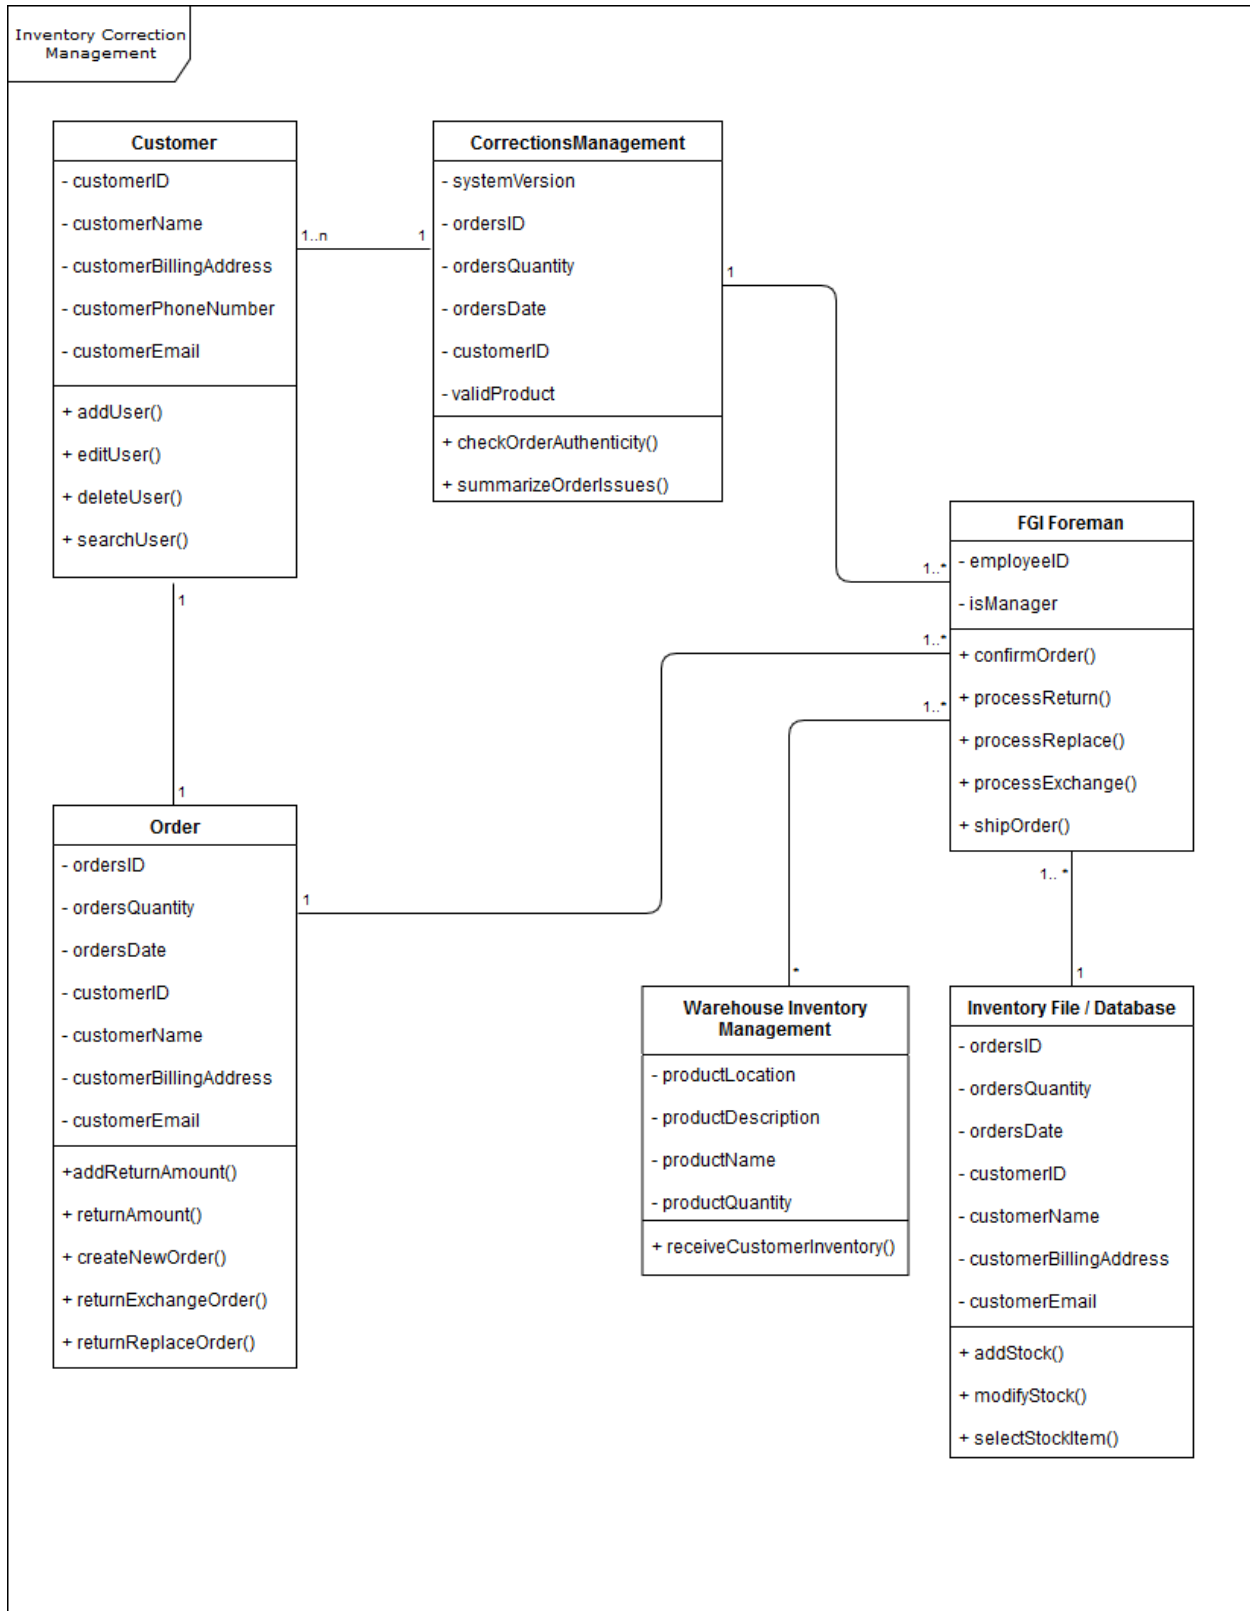 Inventory Correction
Management
Customer
- customerID
- customerName
- customerBillingAddress
- customerPhoneNumber
- customerEmail
+ addUser()
+ editUser()
+ deleteUser()
+ searchUser()
1..n
1
CorrectionsManagement
- systemVersion
- ordersID
- ordersQuantity
- ordersDate
- customerID
- validProduct
+ checkOrderAuthenticity()
+ summarizeOrderIssues()
1
1..*
FGI Foreman
- employeeID
- isManager
+ confirmOrder()
+ processReturn()
+ processReplace()
+ processExchange()
+ shipOrder()
1..*
1..*
1
1
Order
- ordersID
- ordersQuantity
- ordersDate
- customerID
- customerName
- customerBillingAddress
- customerEmail
+addReturnAmount()
+ returnAmount()
+ createNewOrder()
+ returnExchangeOrder()
+ returnReplaceOrder()
1
*
Warehouse Inventory
Management
- productLocation
- productDescription
- productName
- productQuantity
+ receiveCustomerInventory()
1.. *
1
Inventory File / Database
- ordersID
- ordersQuantity
- ordersDate
- customerID
- customerName
- customerBillingAddress
- customerEmail
+ addStock()
+ modifyStock()
+ selectStockItem()